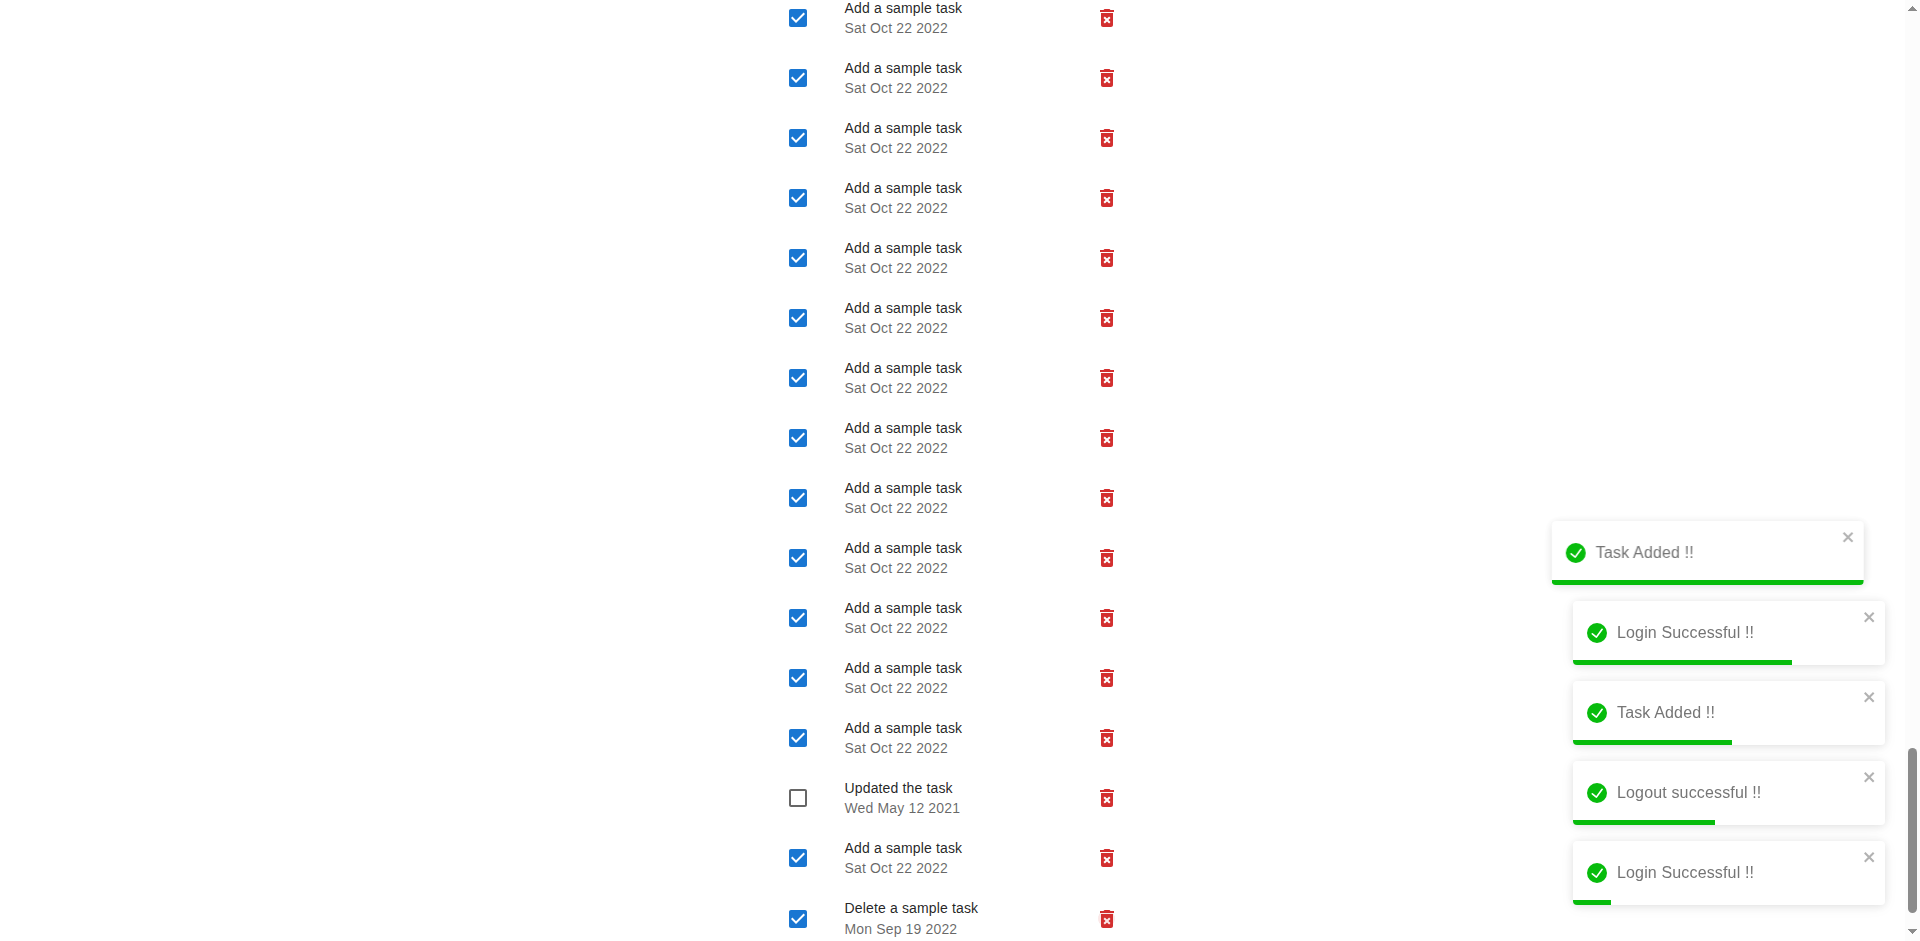 Add a sample task
Sat Oct 22 2022
Add a sample task
Sat Oct 22 2022
Add a sample task
Sat Oct 22 2022
Add a sample task
Sat Oct 22 2022
Add a sample task
Sat Oct 22 2022
Add a sample task
Sat Oct 22 2022
Add a sample task
Sat Oct 22 2022
Add a sample task
Sat Oct 22 2022
Add a sample task
Sat Oct 22 2022
Add a sample task
Sat Oct 22 2022
Add a sample task
Sat Oct 22 2022
Add a sample task
Sat Oct 22 2022
Add a sample task
Sat Oct 22 2022
Updated the task
Wed May 12 2021
Add a sample task
Sat Oct 22 2022
Delete a sample task
Mon Sep 19 2022
Task Added !!
Login Successful !!
Task Added !!
Logout successful !!
Login Successful !!